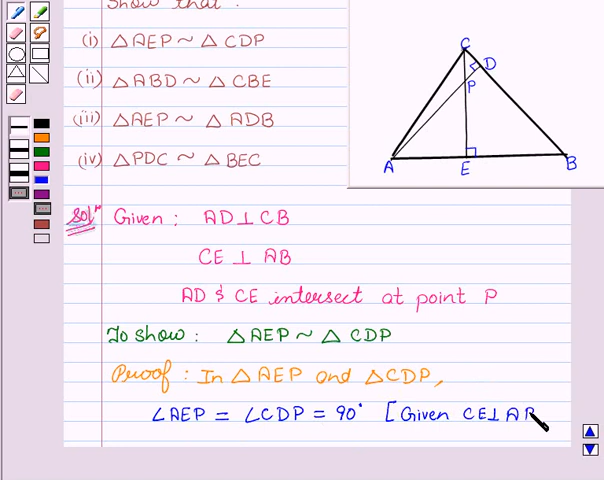 Show that :
(i) △AEP ~ △CDP
(ii) △ABD ~ △CBE
(iii) △AEP ~ △ADB
(iv) △PDC ~ △BEC
C
D
P
A
E
B
Solⁿ Given : AD ⊥ CB
CE ⊥ AB
AD & CE intersect at point P
To show : △AEP ~ △CDP
Proof : In △AEP and △CDP,
∠AEP = ∠CDP = 90° [Given CE ⊥ AB